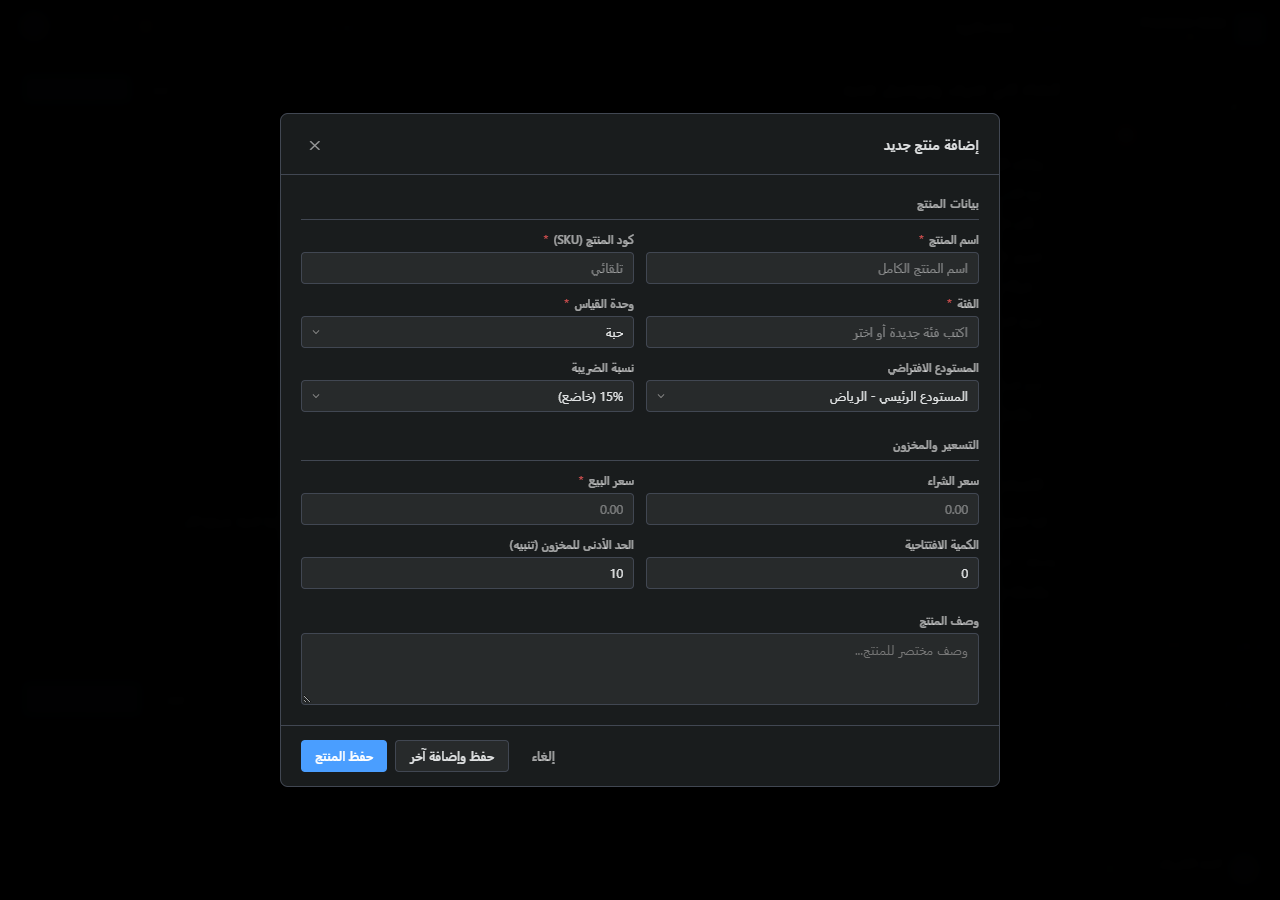 إضافة منتج جديد
بيانات المنتج
اسم المنتج *
كود المنتج (SKU) *
اسم المنتج الكامل
تلقائي
الفئة *
وحدة القياس *
اكتب فئة جديدة أو اختر
حبة
المستودع الافتراضي
نسبة الضريبة
المستودع الرئيسي - الرياض
15% (خاضع)
التسعير والمخزون
سعر الشراء
سعر البيع *
0.00
0.00
الكمية الافتتاحية
الحد الأدنى للمخزون (تنبيه)
0
10
وصف المنتج
وصف مختصر للمنتج...
إلغاء
حفظ وإضافة آخر
حفظ المنتج